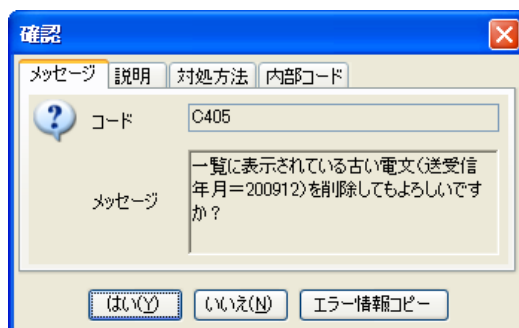 確認
メッセージ 説明 対処方法 内部コード
コード C405
メッセージ
一覧に表示されている古い電文(送受信
年月=200912)を削除してもよろしいです
か?
はい(Y) いいえ(N) エラー情報コピー